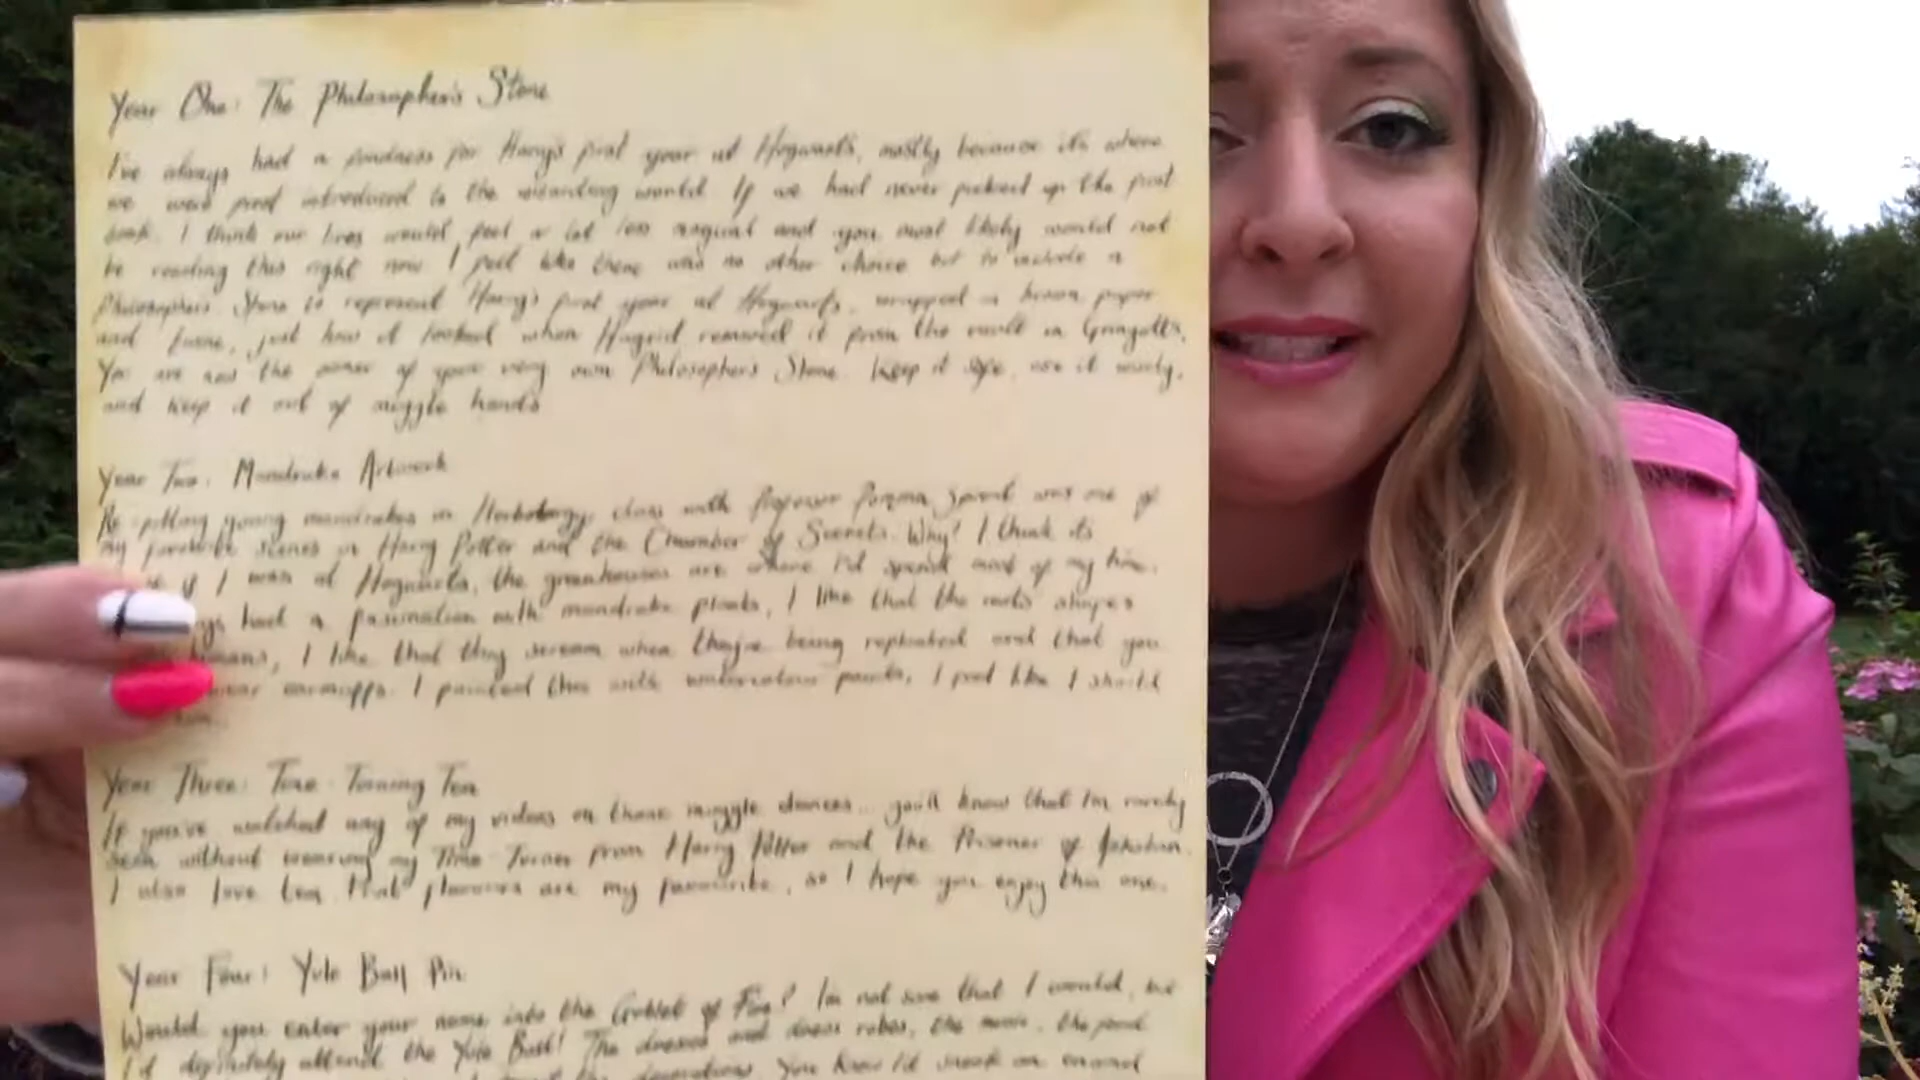 Year One: The Philosopher's Stone
I've always had a fondness for Harry's first year at Hogwarts, mostly because it's where
we were first introduced to the wizarding world. If we had never picked up the first
book, I think our lives would feel a lot less magical and you most likely would not
be reading this right now. I feel like there was no other choice but to include a
Philosophers Stone to represent Harry's first year at Hogwarts, wrapped in brown paper
and twine, just how it looked when Hagrid removed it from the vault in Gringotts.
You are now the owner of your very own Philosopher's Stone. Keep it safe, use it wisely,
and keep it out of muggle hands
Year Two: Mandrake Artwork
Re-potting young mandrakes in Herbology class with Professor Pomona Sprout was one of
my favourite scenes in Harry Potter and the Chamber of Secrets. Why? I think it's
if I was at Hogwarts, the greenhouses are where I'd spend most of my time.
had a fascination with mandrake plants, I like that the roots shapes
humans, I like that they scream when they're being repotted and that you
wear earmuffs. I painted this with watercolour paints, I feel like I should
Year Three: Time-Turning Tea
If you've watched any of my videos on those muggle devices... you'll know that I'm rarely
seen without wearing my Time-Turner from Harry Potter and the Prisoner of Azkaban.
I also love tea, flavours are my favourite, so I hope you enjoy this one.
Year Four: Yule Ball Pin
Would you enter your name into the Goblet of Fire? I'm not sure that I would, but
I'd definitely attend the Yule Ball! The dresses and dress robes, the music, the food
the decorations. You know I'd sneak an enamel